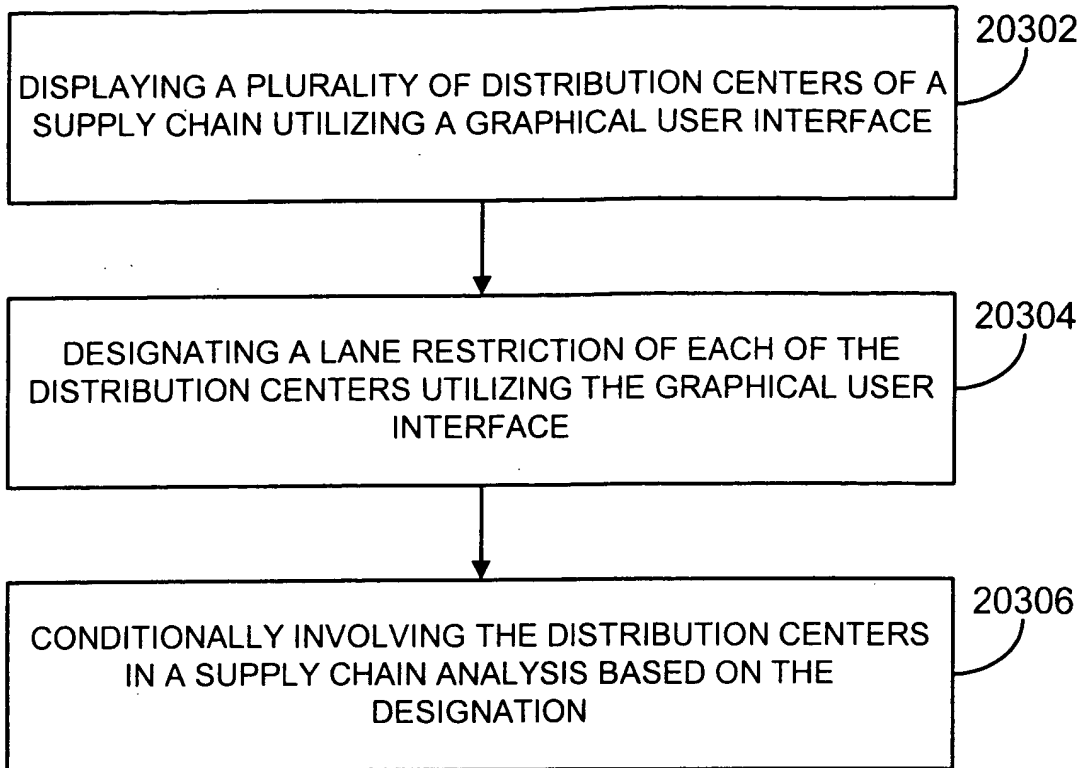 20302
DISPLAYING A PLURALITY OF DISTRIBUTION CENTERS OF A
SUPPLY CHAIN UTILIZING A GRAPHICAL USER INTERFACE
20304
DESIGNATING A LANE RESTRICTION OF EACH OF THE
DISTRIBUTION CENTERS UTILIZING THE GRAPHICAL USER
INTERFACE
20306
CONDITIONALLY INVOLVING THE DISTRIBUTION CENTERS
IN A SUPPLY CHAIN ANALYSIS BASED ON THE
DESIGNATION